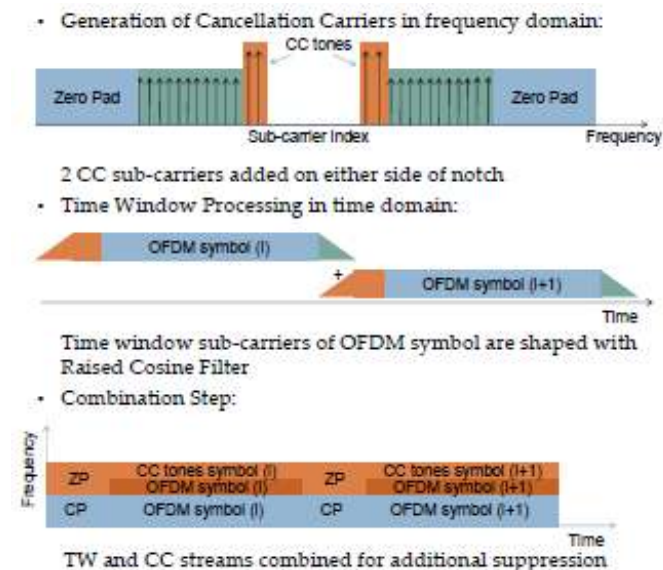 • Generation of Cancellation Carriers in frequency domain:
CC tones
Zero Pad
Zero Pad
Sub-carrier Index
Frequency
2 CC sub-carriers added on either side of notch
• Time Window Processing in time domain:
OFDM symbol (l)
+
OFDM symbol (l+1)
Time
Time window sub-carriers of OFDM symbol are shaped with
Raised Cosine Filter
• Combination Step:
Frequency
ZP CC tones symbol (l) ZP CC tones symbol (l+1)
OFDM symbol (l) OFDM symbol (l+1)
CP OFDM symbol (l) CP OFDM symbol (l+1)
Time
TW and CC streams combined for additional suppression